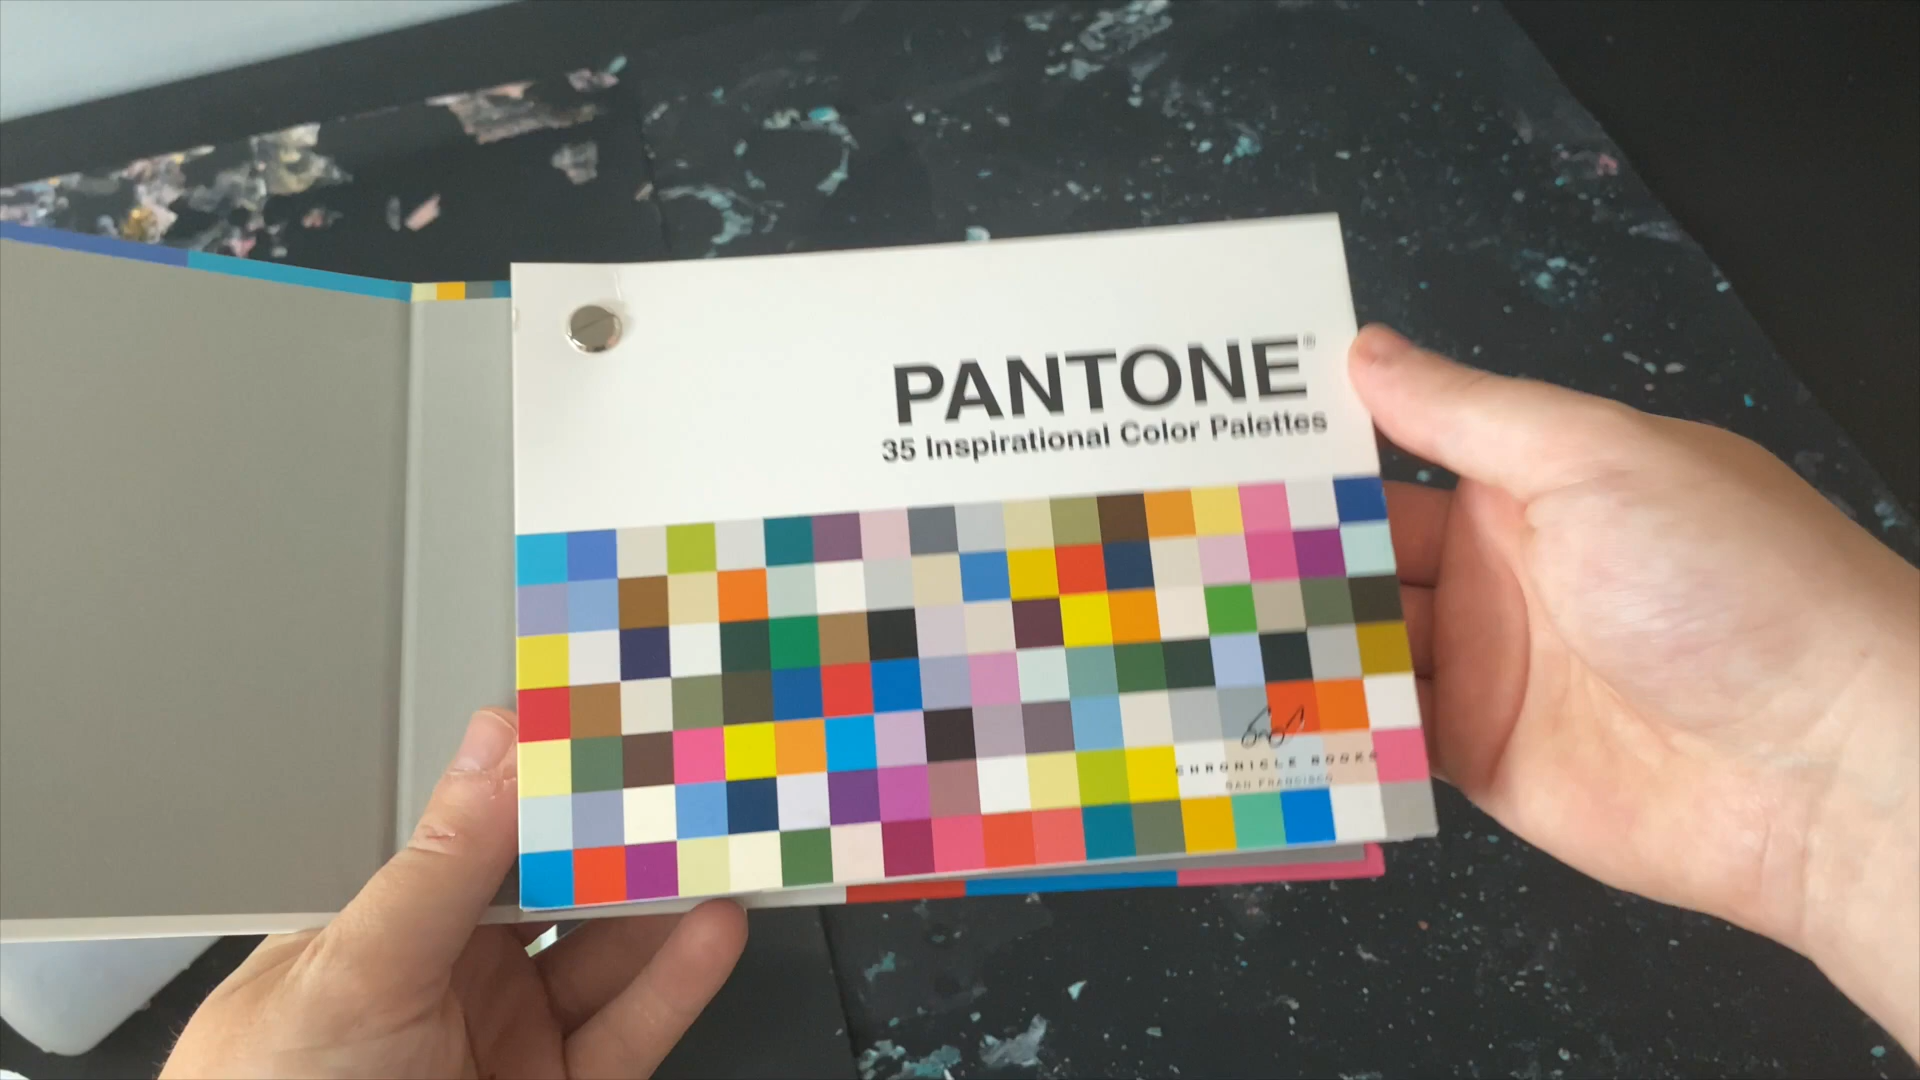 PANTONE®
35 Inspirational Color Palettes
CHRONICLE BOOKS
SAN FRANCISCO